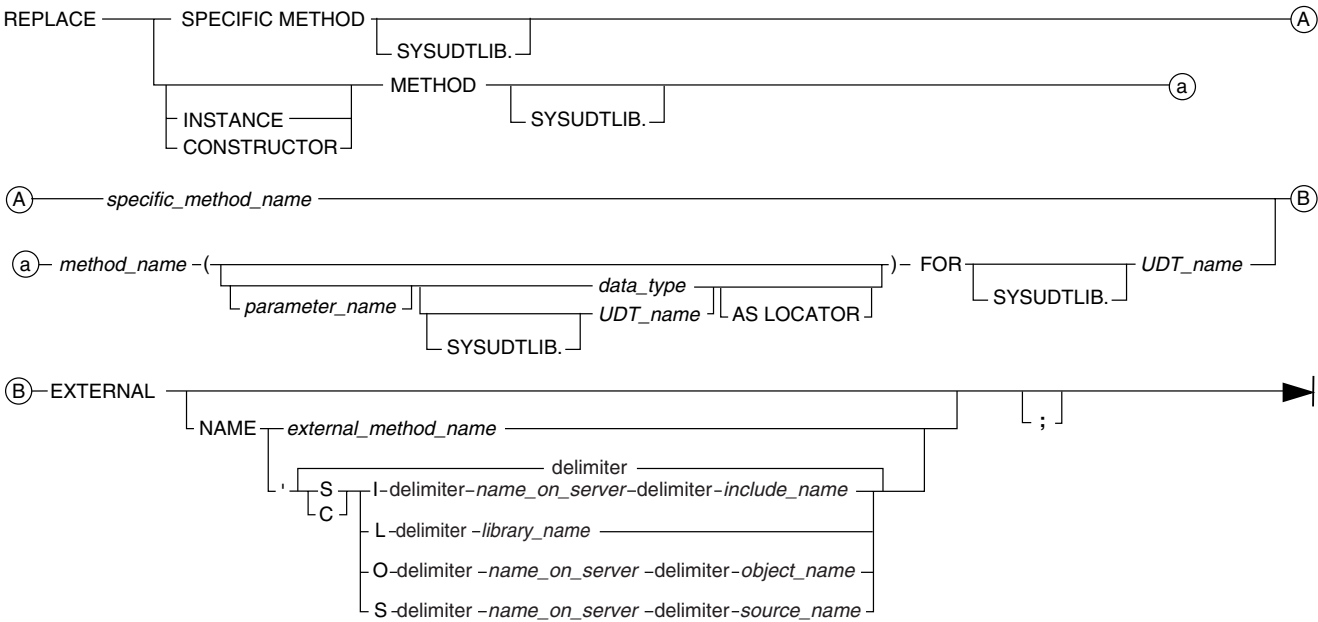 REPLACE SPECIFIC METHOD A
SYSUDTLIB.
METHOD a
INSTANCE SYSUDTLIB.
CONSTRUCTOR
A specific_method_name B
a method_name ( ) FOR UDT_name
data_type
parameter_name UDT_name AS LOCATOR SYSUDTLIB.
SYSUDTLIB.
B EXTERNAL
NAME external_method_name ;
delimiter
' S I-delimiter-name_on_server-delimiter-include_name '
C
L-delimiter-library_name
O-delimiter-name_on_server-delimiter-object_name
S-delimiter-name_on_server-delimiter-source_name